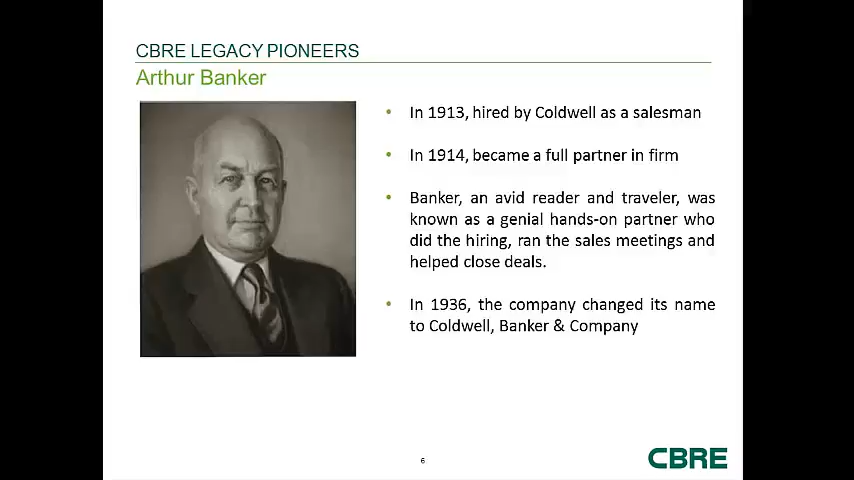 CBRE LEGACY PIONEERS
Arthur Banker
• In 1913, hired by Coldwell as a salesman
• In 1914, became a full partner in firm
• Banker, an avid reader and traveler, was
known as a genial hands-on partner who
did the hiring, ran the sales meetings and
helped close deals.
• In 1936, the company changed its name
to Coldwell, Banker & Company
6
CBRE